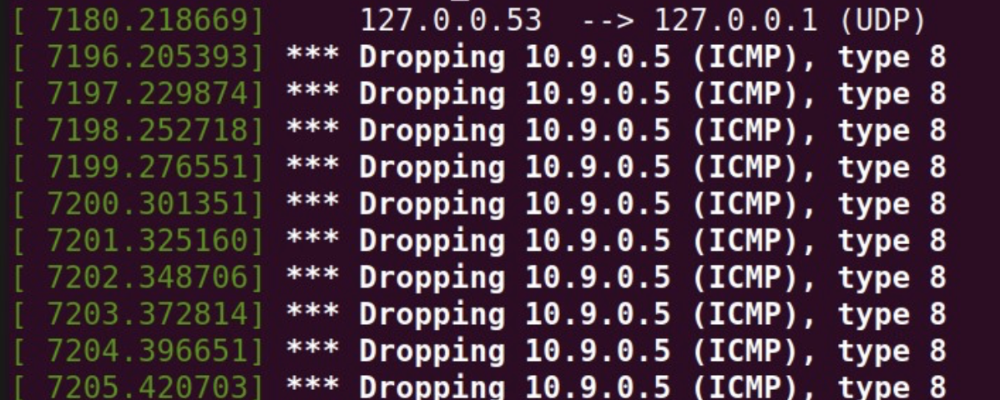 [ 7180.218669]     127.0.0.53  --> 127.0.0.1 (UDP)
[ 7196.205393] *** Dropping 10.9.0.5 (ICMP), type 8
[ 7197.229874] *** Dropping 10.9.0.5 (ICMP), type 8
[ 7198.252718] *** Dropping 10.9.0.5 (ICMP), type 8
[ 7199.276551] *** Dropping 10.9.0.5 (ICMP), type 8
[ 7200.301351] *** Dropping 10.9.0.5 (ICMP), type 8
[ 7201.325160] *** Dropping 10.9.0.5 (ICMP), type 8
[ 7202.348706] *** Dropping 10.9.0.5 (ICMP), type 8
[ 7203.372814] *** Dropping 10.9.0.5 (ICMP), type 8
[ 7204.396651] *** Dropping 10.9.0.5 (ICMP), type 8
[ 7205.420703] *** Dropping 10.9.0.5 (ICMP), type 8